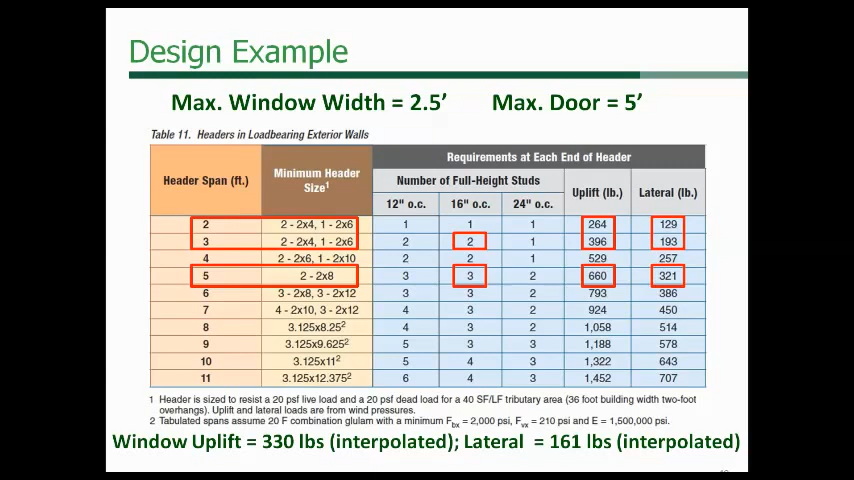 Design Example
Max. Window Width = 2.5’ Max. Door = 5’
Table 11. Headers in Loadbearing Exterior Walls
Header Span (ft.) Minimum Header Size1 Requirements at Each End of Header
Number of Full-Height Studs Uplift (lb.) Lateral (lb.)
12" o.c. 16" o.c. 24" o.c.
2 2 - 2x4, 1 - 2x6 1 1 1 264 129
3 2 - 2x4, 1 - 2x6 2 2 1 396 193
4 2 - 2x6, 1 - 2x10 2 2 1 529 257
5 2 - 2x8 3 3 2 660 321
6 3 - 2x8, 3 - 2x12 3 3 2 793 386
7 4 - 2x10, 3 - 2x12 4 3 2 924 450
8 3.125x8.252 4 3 2 1,058 514
9 3.125x9.6252 5 3 3 1,188 578
10 3.125x112 5 4 3 1,322 643
11 3.125x12.3752 6 4 3 1,452 707
1 Header is sized to resist a 20 psf live load and a 20 psf dead load for a 40 SF/LF tributary area (36 foot building width two-foot
overhangs). Uplift and lateral loads are from wind pressures.
2 Tabulated spans assume 20 F combination glulam with a minimum Fbx = 2,000 psi, Fvx = 210 psi and E = 1,500,000 psi.
Window Uplift = 330 lbs (interpolated); Lateral = 161 lbs (interpolated)